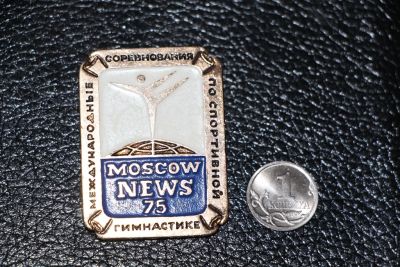 СОРЕВНОВАНИЯ
МЕЖДУНАРОДНЫЕ
ПО СПОРТИВНОЙ
ГИМНАСТИКЕ
MOSCOW
NEWS
75
1
КОПЕЙКА